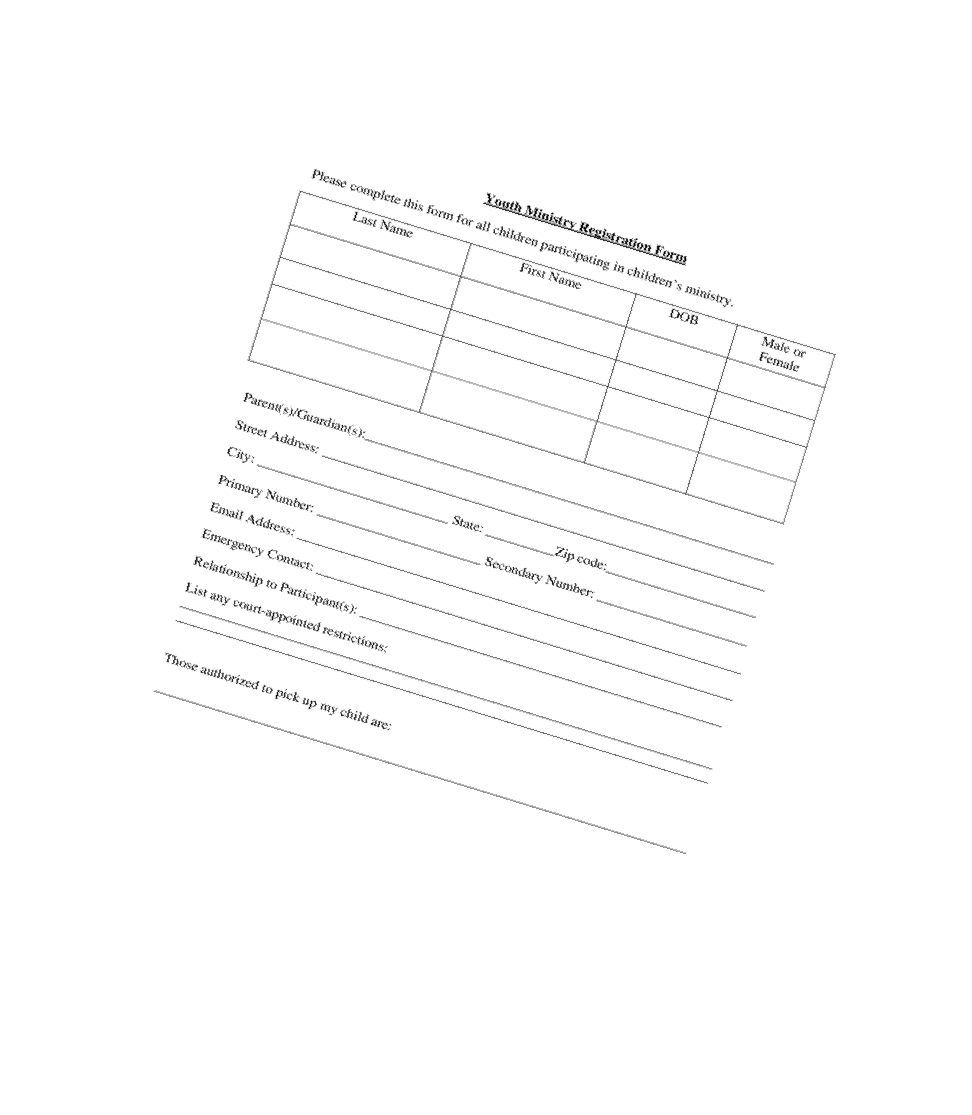 Youth Ministry Registration Form
Please complete this form for all children participating in children's ministry.
Last Name First Name DOB Male or Female
Parent(s)/Guardian(s):
Street Address:
City: State: Zip code:
Primary Number: Secondary Number:
Email Address:
Emergency Contact:
Relationship to Participant(s):
List any court-appointed restrictions:
Those authorized to pick up my child are: